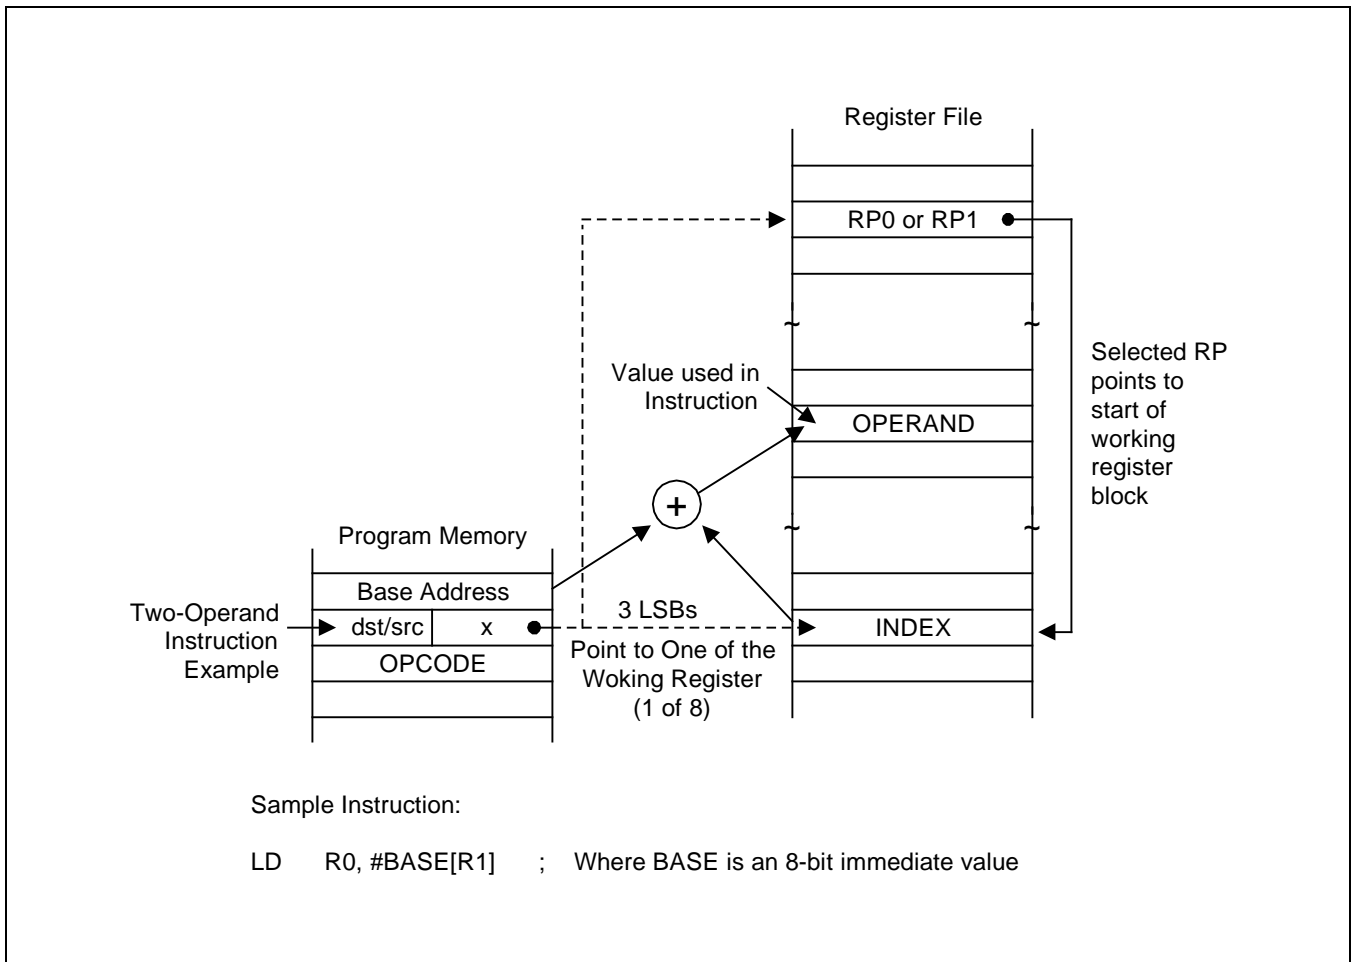 Register File
RP0 or RP1
Selected RP
points to
start of
working
register
block
Value used in
Instruction
OPERAND
+
Program Memory
Base Address
Two-Operand
Instruction
Example
dst/src
x
OPCODE
3 LSBs
Point to One of the
Woking Register
(1 of 8)
INDEX
~
~
~
~
Sample Instruction:
LD R0, #BASE[R1] ; Where BASE is an 8-bit immediate value